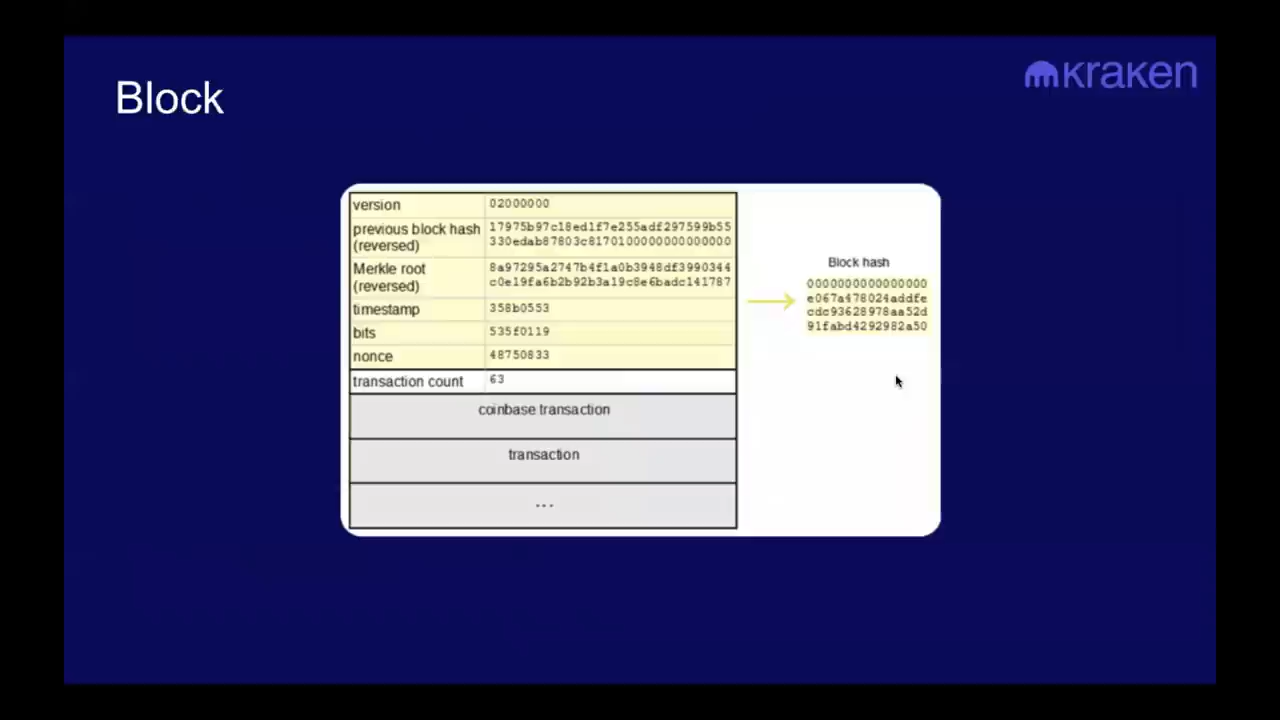 Block
kraken
version 02000000
previous block hash 17975b97c18ed1f7e255adf297599b55
(reversed) 330edab87803c8170100000000000000
Merkle root 8a97295a2747b4f1a0b3948df3990344
(reversed) c0e19fa6b2b92b3a19c8e6badc141787
timestamp 358b0553
bits 535f0119
nonce 48750833
transaction count 63
coinbase transaction
transaction
...
Block hash
0000000000000000
e067a478024addfe
cdc93628978aa52d
91fabd4292982a50